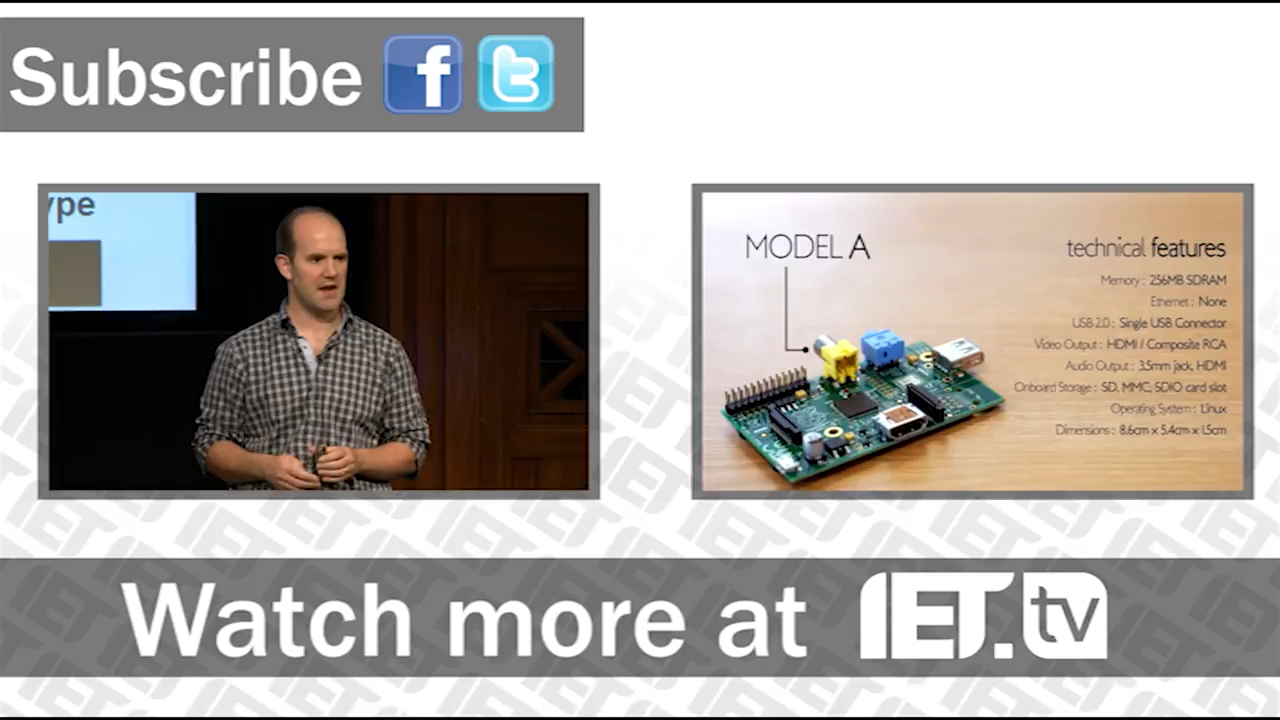 Subscribe
ype
MODEL A
technical features
Memory : 256MB SDRAM
Ethernet : None
USB 2.0 : Single USB Connector
Video Output : HDMI / Composite RCA
Audio Output : 3.5mm jack, HDMI
Onboard Storage : SD, MMC, SDIO card slot
Operating System : Linux
Dimensions : 8.6cm x 5.4cm x 1.5cm
Watch more at IET.tv